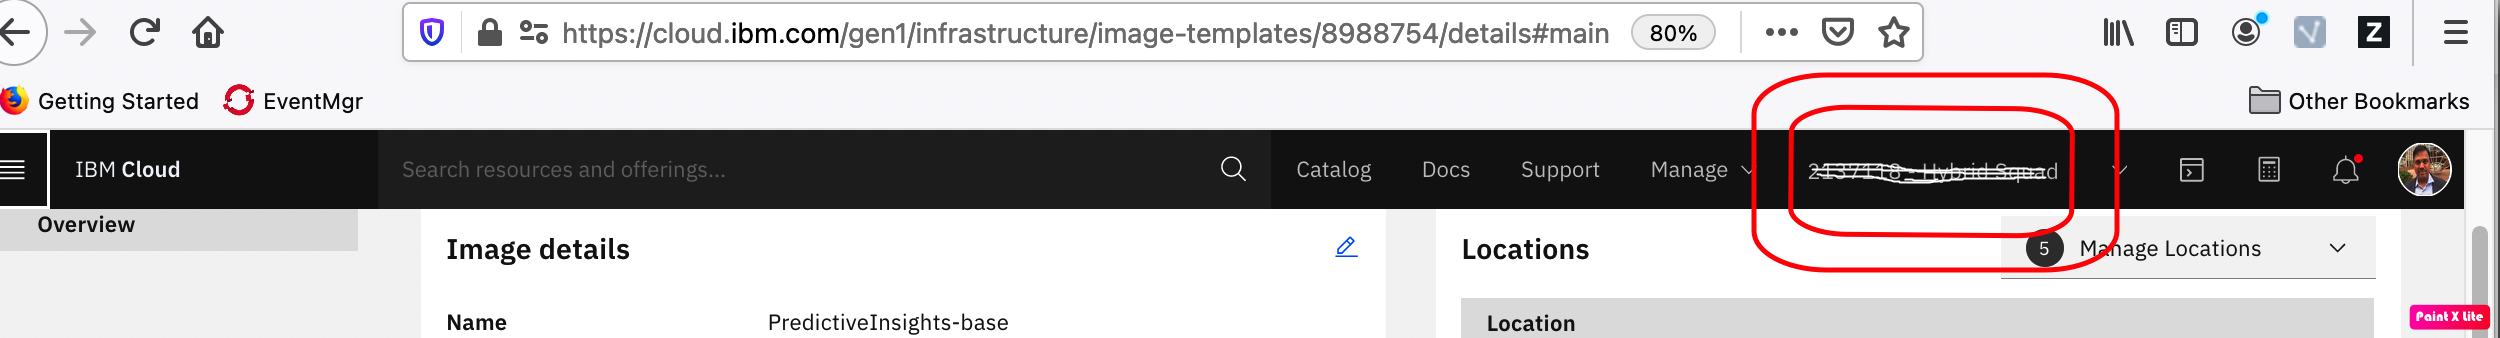 https://cloud.ibm.com/gen1/infrastructure/image-templates/8988754/details#main 80% Z
Getting Started EventMgr Other Bookmarks
IBM Cloud Search resources and offerings... Catalog Docs Support Manage
Overview
Image details Locations 5 Manage Locations
Name PredictiveInsights-base Location
Paint X Lite